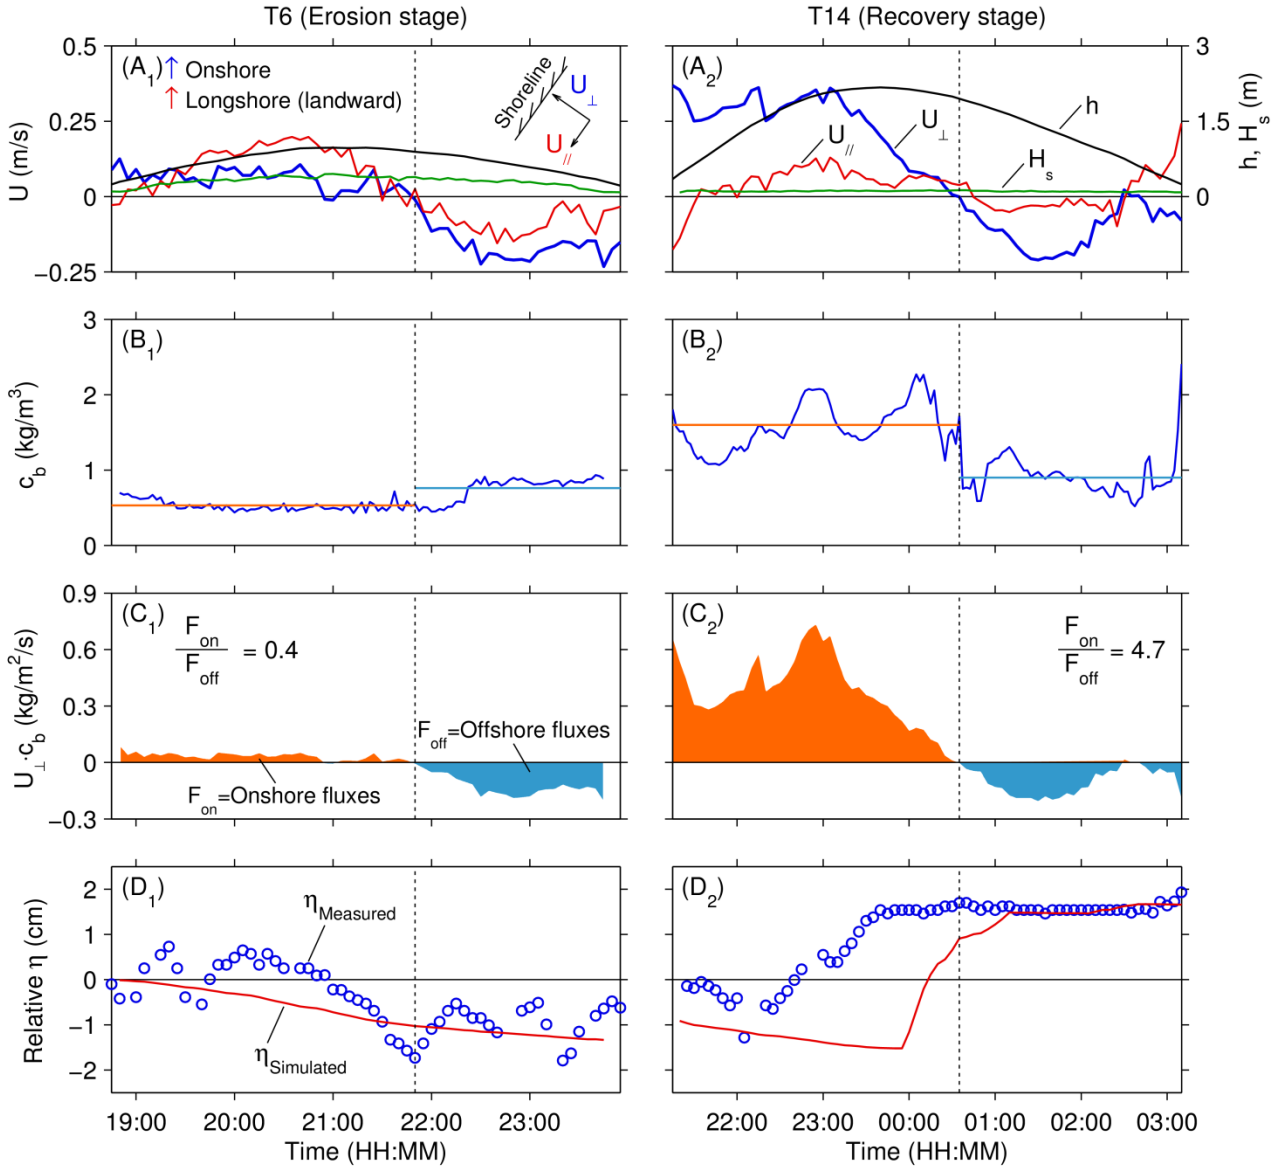 T6 (Erosion stage)
T14 (Recovery stage)
(A1)
↑ Onshore
↑ Longshore (landward)
Shoreline
U⊥
U//
U (m/s)
0.5
0.25
0
−0.25
(A2)
U//
U⊥
h
Hs
3
1.5
0
h, Hs (m)
(B1)
cb (kg/m3)
3
2
1
0
(B2)
(C1)
Fon
Foff
= 0.4
Foff=Offshore fluxes
Fon=Onshore fluxes
U⊥·cb (kg/m2/s)
0.9
0.6
0.3
0
−0.3
(C2)
Fon
Foff
= 4.7
(D1)
ηMeasured
ηSimulated
Relative η (cm)
2
1
0
−1
−2
(D2)
19:00 20:00 21:00 22:00 23:00
Time (HH:MM)
22:00 23:00 00:00 01:00 02:00 03:00
Time (HH:MM)